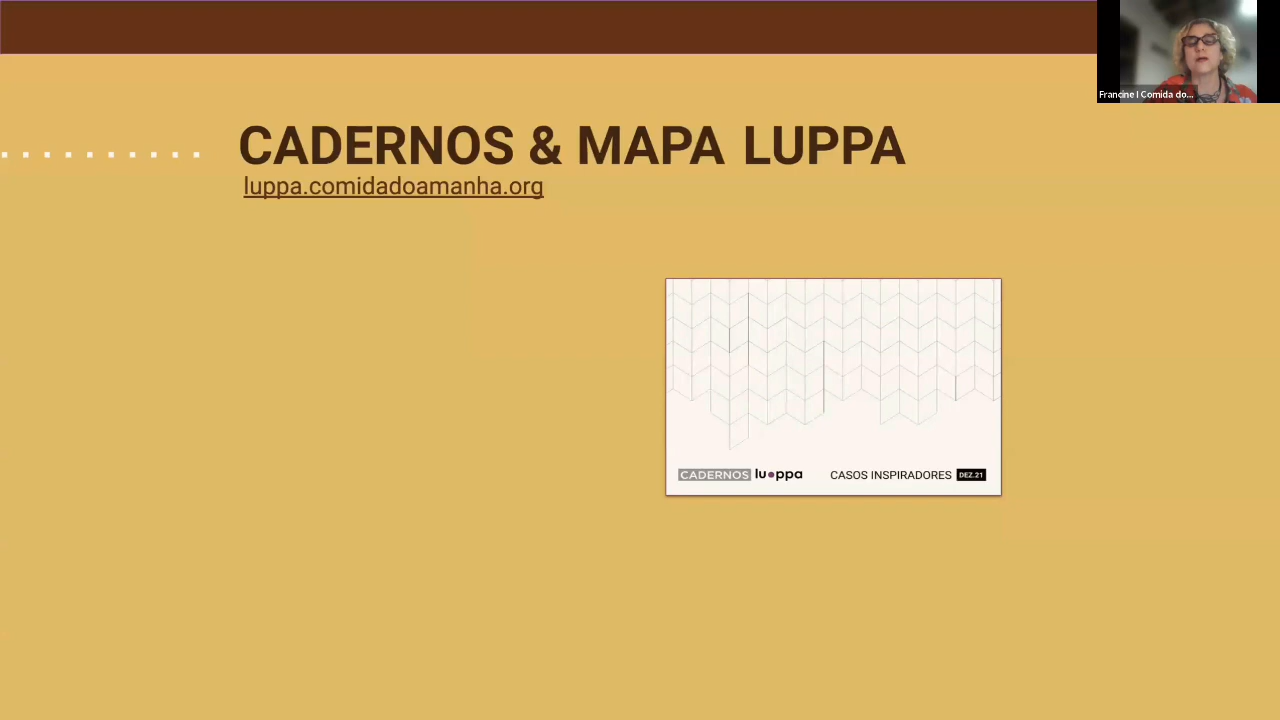 Francine I Comida do...
CADERNOS & MAPA LUPPA
luppa.comidadoamanha.org
CADERNOS luppa CASOS INSPIRADORES DEZ.21